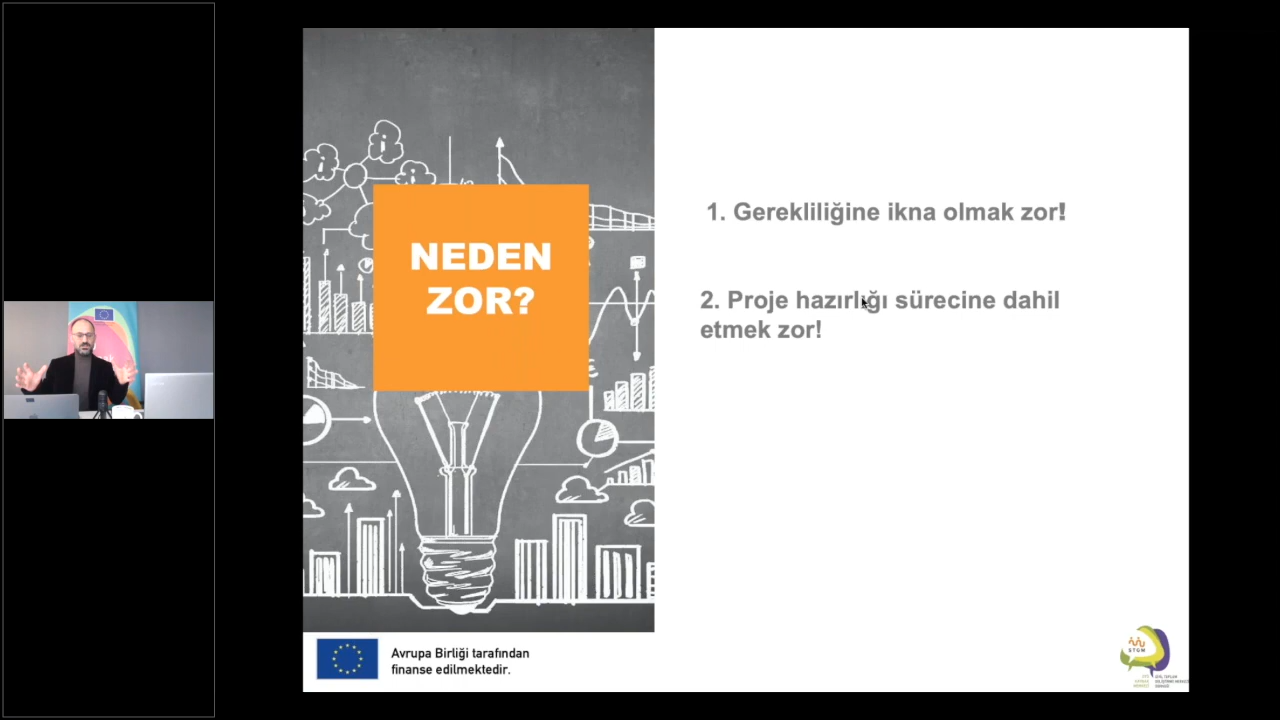 NEDEN
ZOR?
1. Gerekliliğine ikna olmak zor!
2. Proje hazırlığı sürecine dahil
etmek zor!
Avrupa Birliği tarafından
finanse edilmektedir.
STGM